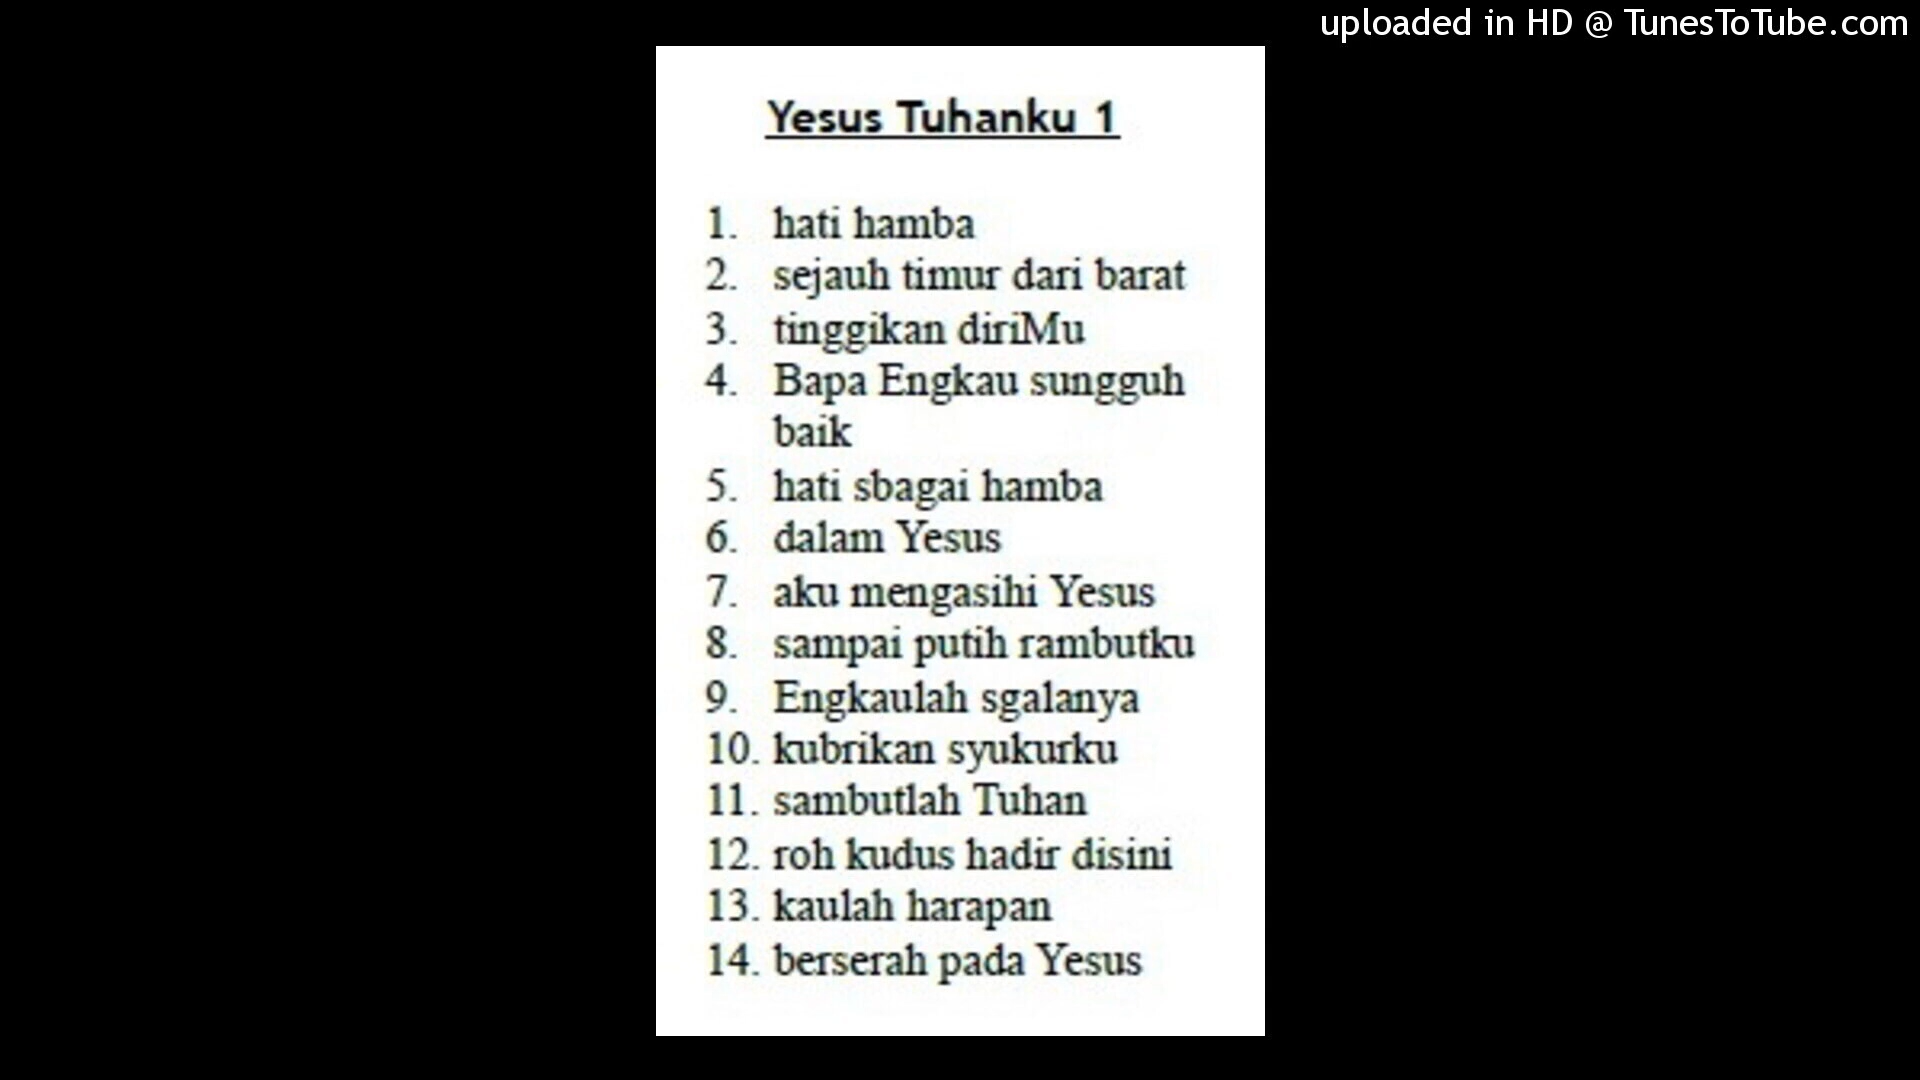 uploaded in HD @ TunesToTube.com
Yesus Tuhanku 1
1. hati hamba
2. sejauh timur dari barat
3. tinggikan diriMu
4. Bapa Engkau sungguh
baik
5. hati sbagai hamba
6. dalam Yesus
7. aku mengasihi Yesus
8. sampai putih rambutku
9. Engkaulah sgalanya
10. kubrikan syukurku
11. sambutlah Tuhan
12. roh kudus hadir disini
13. kaulah harapan
14. berserah pada Yesus